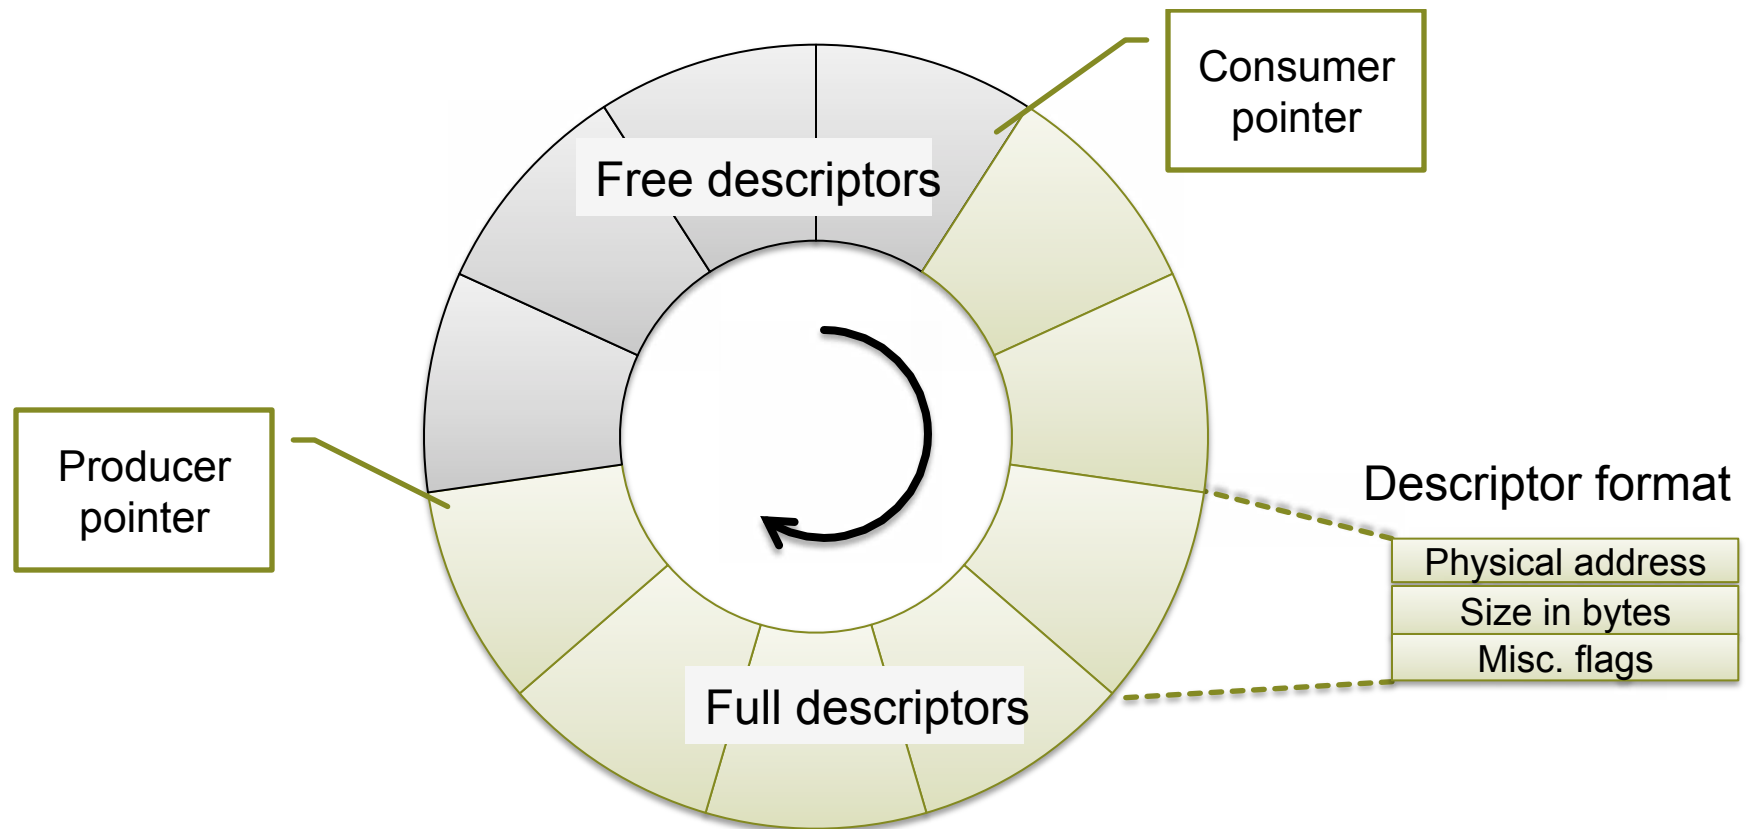 Consumer
pointer
Free descriptors
Producer
pointer
Descriptor format
Physical address
Size in bytes
Misc. flags
Full descriptors